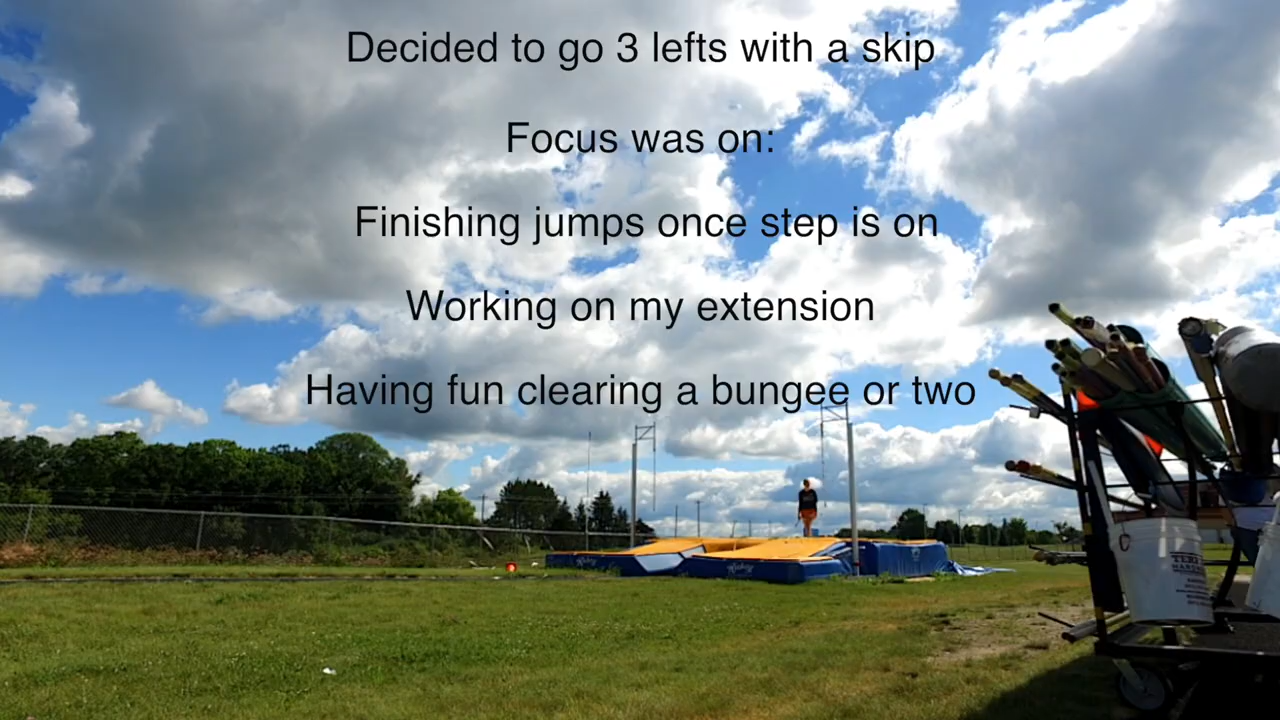 Decided to go 3 lefts with a skip
Focus was on:
Finishing jumps once step is on
Working on my extension
Having fun clearing a bungee or two